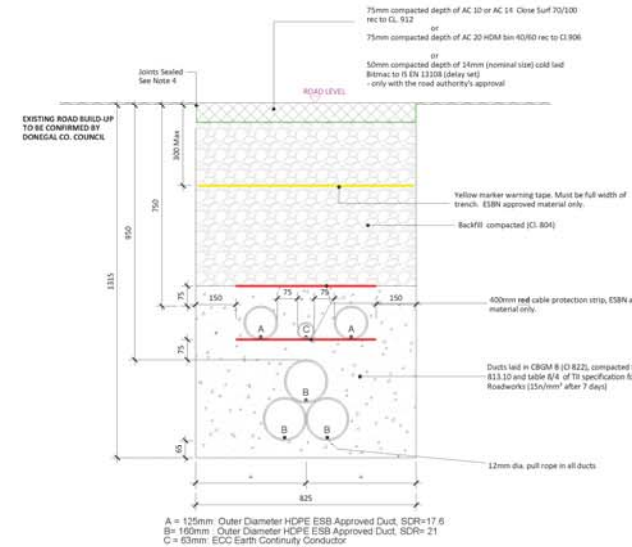 75mm compacted depth of AC 10 or AC 14 Close Surf 70/100
rec to CL. 912
or
75mm compacted depth of AC 20 HDM bin 40/60 rec to Cl.906
or
50mm compacted depth of 14mm (nominal size) cold laid
Bitmac to IS EN 13108 (delay set)
- only with the road authority's approval
Joints Sealed
See Note 4
ROAD LEVEL
EXISTING ROAD BUILD-UP
TO BE CONFIRMED BY
DONEGAL CO. COUNCIL
300 Max
750
950
1315
Yellow marker warning tape. Must be full width of
trench. ESBN approved material only.
Backfill compacted (Cl. 804)
75
150
75
75
150
400mm red cable protection strip, ESBN a
material only.
A
C
A
75
Ducts laid in CBGM B (Cl 822), compacted
813.10 and table 8/4 of TII specification fo
Roadworks (15n/mm² after 7 days)
B
B
B
65
12mm dia. pull rope in all ducts
825
A = 125mm Outer Diameter HDPE ESB Approved Duct, SDR=17.6
B= 160mm Outer Diameter HDPE ESB Approved Duct, SDR= 21
C = 63mm ECC Earth Continuity Conductor